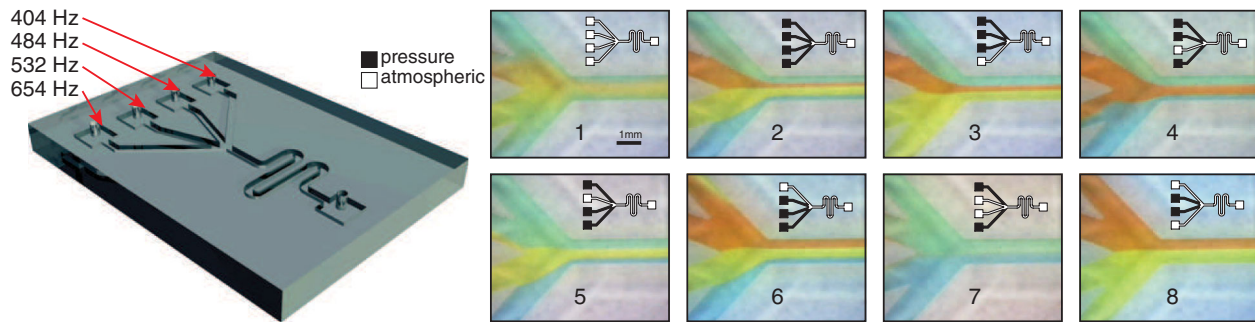 404 Hz
484 Hz
532 Hz
654 Hz
pressure
atmospheric
1
1mm
2
3
4
5
6
7
8